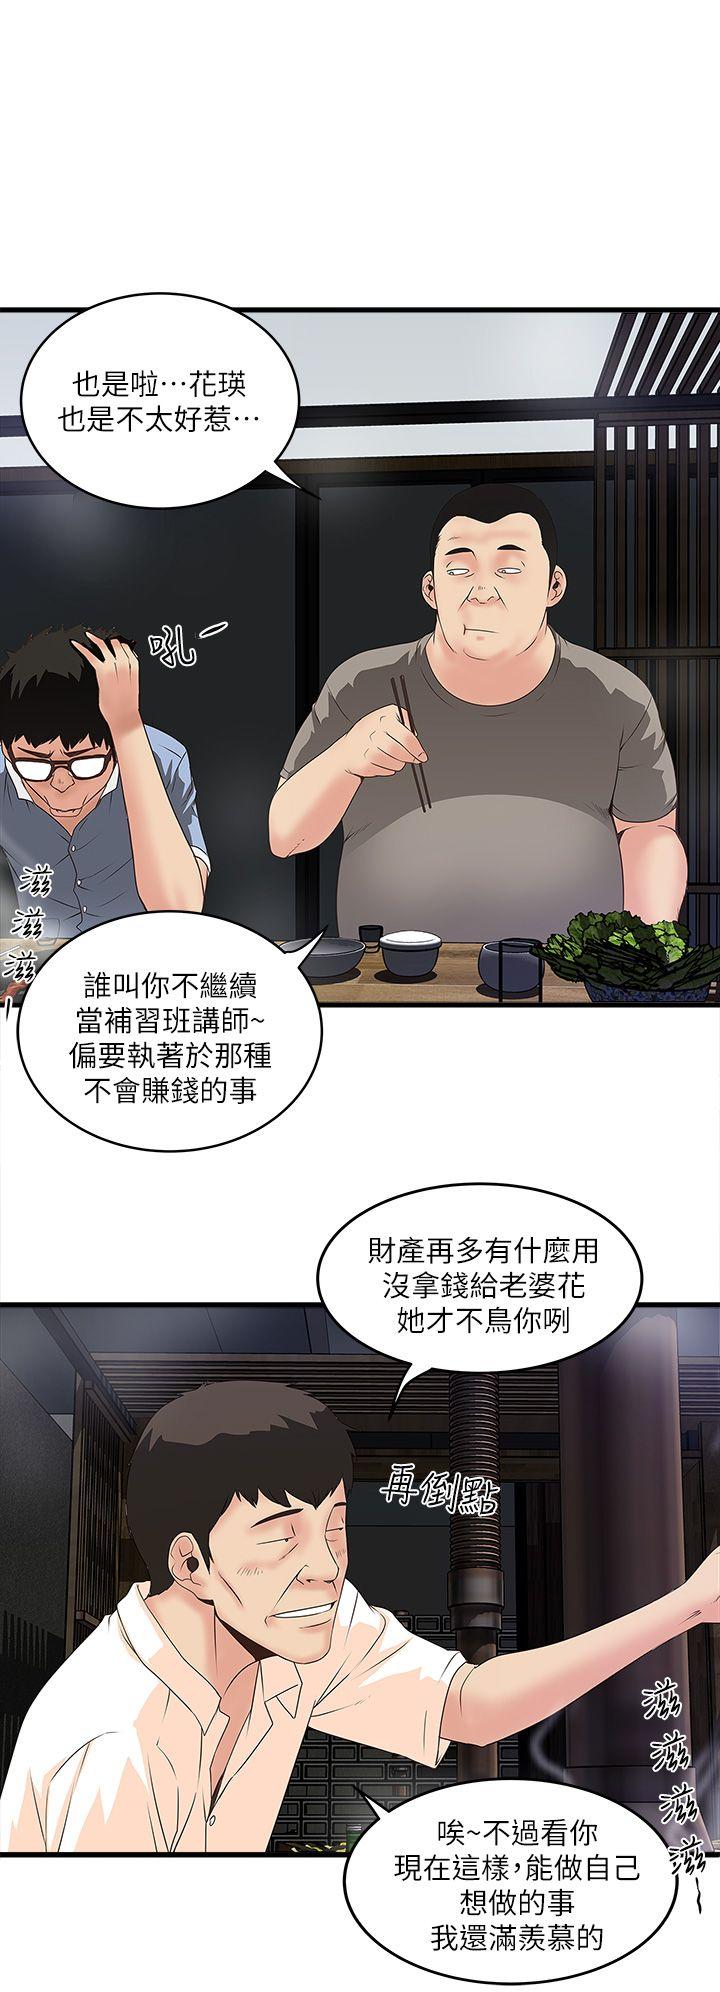 也是啦…花瑛
也是不太好惹…
吼-
滋
滋
滋
誰叫你不繼續
當補習班講師~
偏要執著於那種
不會賺錢的事
財產再多有什麼用
沒拿錢給老婆花
她才不鳥你咧
再倒點
滋
滋
滋
滋~
唉~不過看你
現在這樣,能做自己
想做的事
我還滿羨慕的